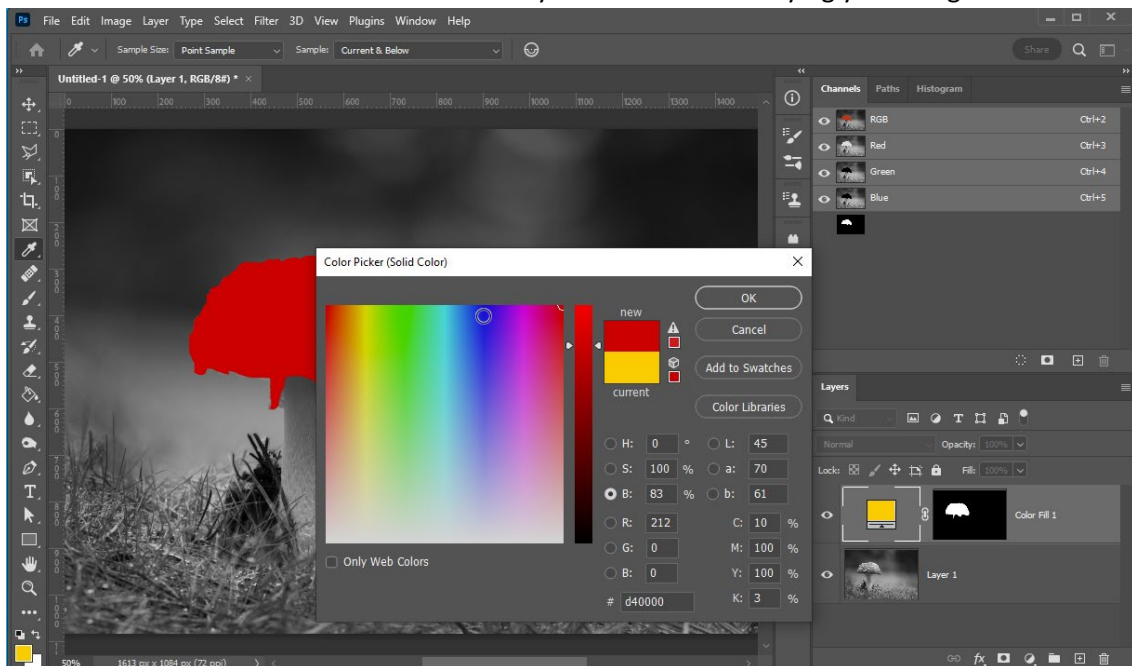 Ps File Edit Image Layer Type Select Filter 3D View Plugins Window Help
Sample Size: Point Sample Sample: Current & Below Share
Untitled-1 @ 50% (Layer 1, RGB/8#) * ×
0 100 200 300 400 500 600 700 800 900 1000 1100 1200 1300 1400
Channels Paths Histogram
RGB Ctrl+2
Red Ctrl+3
Green Ctrl+4
Blue Ctrl+5
Color Picker (Solid Color)
new
current
OK
Cancel
Add to Swatches
Color Libraries
H: 0 ° L: 45
S: 100 % a: 70
B: 83 % b: 61
R: 212 C: 10 %
G: 0 M: 100 %
B: 0 Y: 100 %
# d40000 K: 3 %
Only Web Colors
Layers
Kind
Normal Opacity: 100%
Lock: Fill: 100%
Color Fill 1
Layer 1
50% 1613 px x 1084 px (72 ppi)